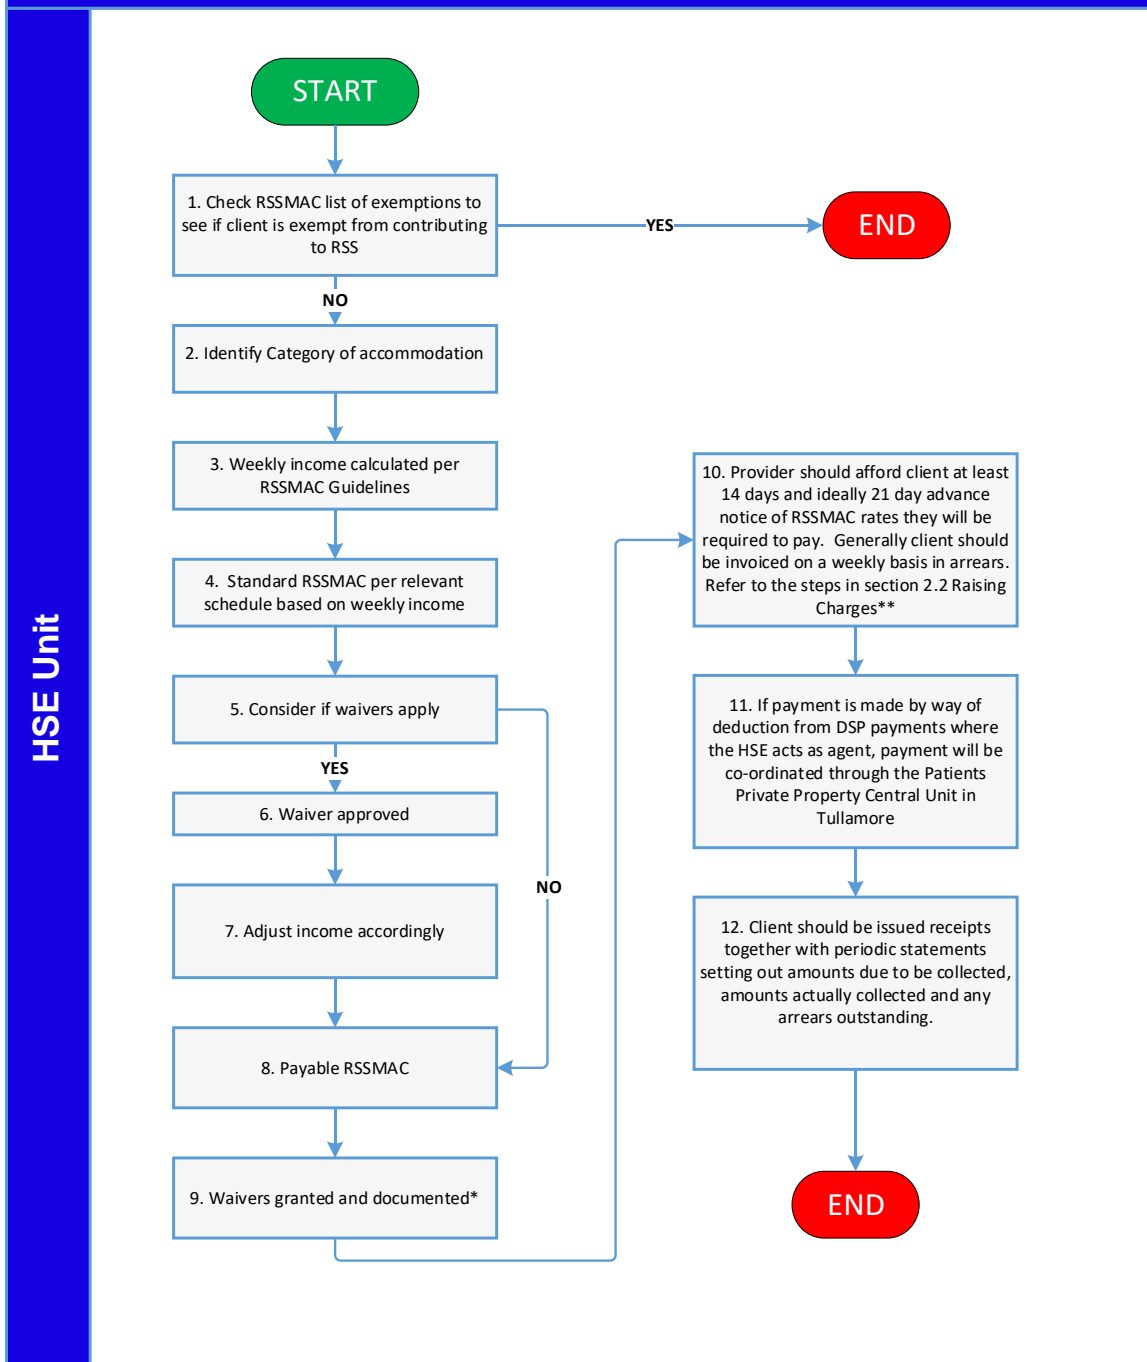 HSE Unit
START
1. Check RSSMAC list of exemptions to
see if client is exempt from contributing
to RSS
YES
END
NO
2. Identify Category of accommodation
3. Weekly income calculated per
RSSMAC Guidelines
4. Standard RSSMAC per relevant
schedule based on weekly income
5. Consider if waivers apply
YES
6. Waiver approved
NO
7. Adjust income accordingly
8. Payable RSSMAC
9. Waivers granted and documented*
10. Provider should afford client at least
14 days and ideally 21 day advance
notice of RSSMAC rates they will be
required to pay. Generally client should
be invoiced on a weekly basis in arrears.
Refer to the steps in section 2.2 Raising
Charges**
11. If payment is made by way of
deduction from DSP payments where
the HSE acts as agent, payment will be
co-ordinated through the Patients
Private Property Central Unit in
Tullamore
12. Client should be issued receipts
together with periodic statements
setting out amounts due to be collected,
amounts actually collected and any
arrears outstanding.
END